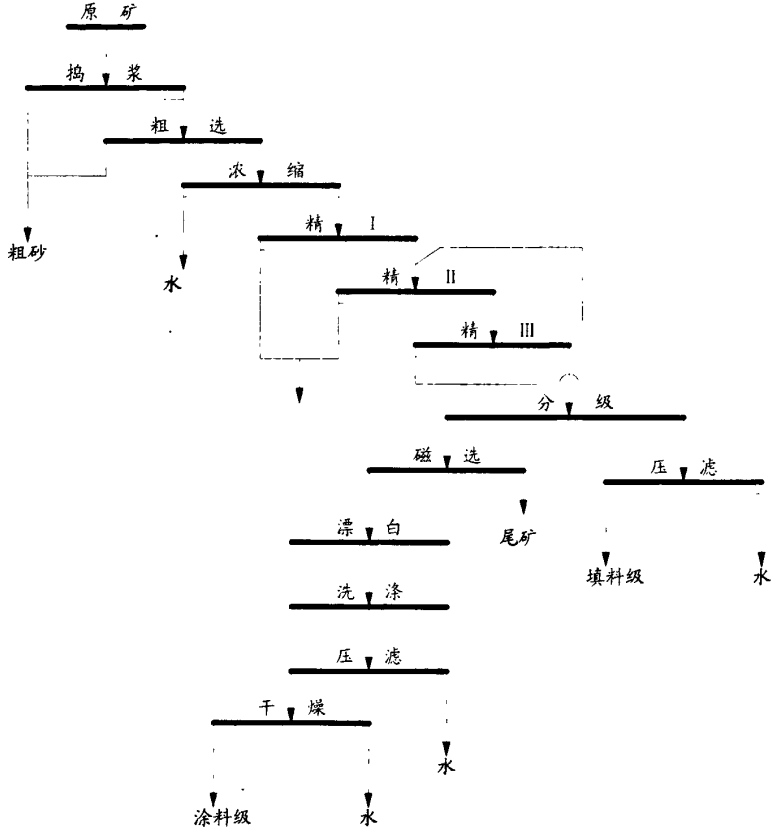 原 矿
捣 浆
粗 选
浓 缩
粗砂
精 I
水
精 II
精 III
分 级
磁 选
压 滤
尾矿
漂 白
填料级
水
洗 涤
压 滤
干 燥
水
涂料级
水